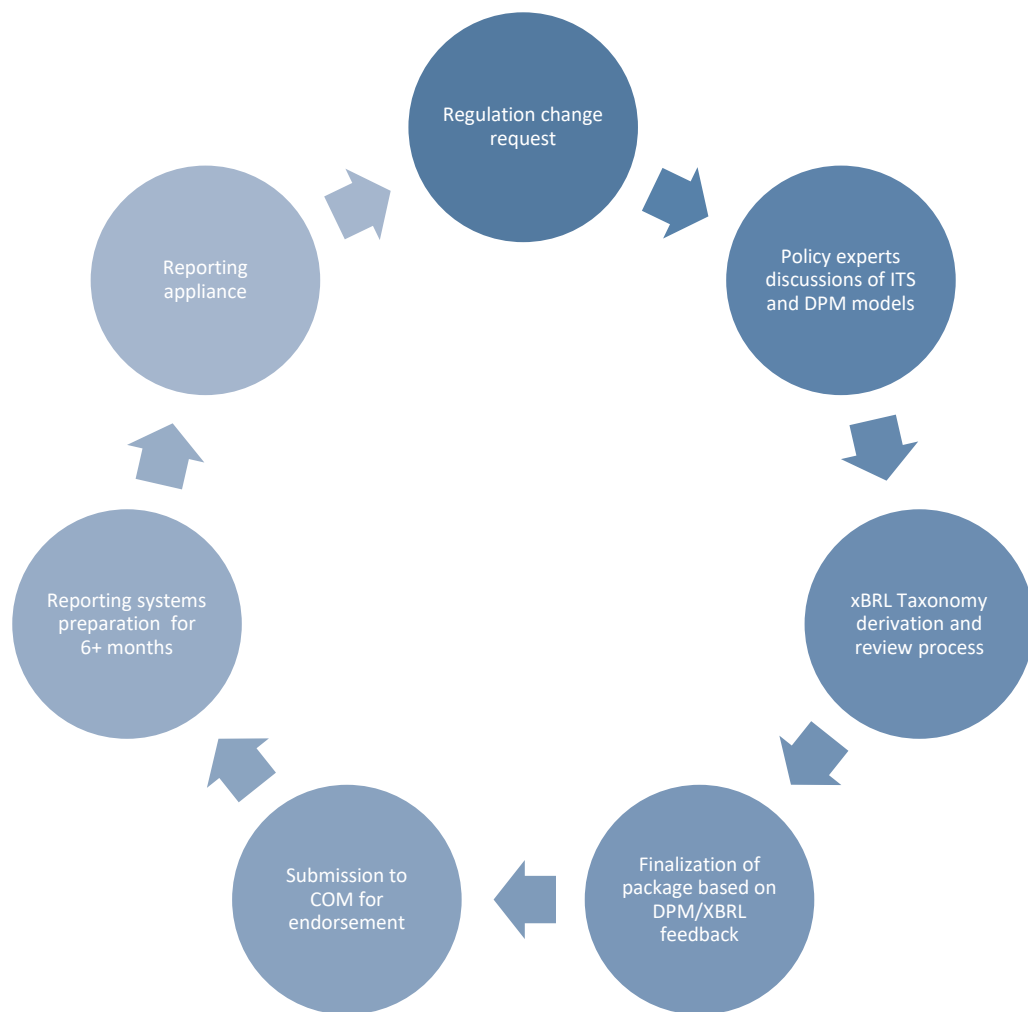 Regulation change
request
Policy experts
discussions of ITS
and DPM models
xBRL Taxonomy
derivation and
review process
Finalization of
package based on
DPM/XBRL
feedback
Submission to
COM for
endorsement
Reporting systems
preparation for
6+ months
Reporting
appliance